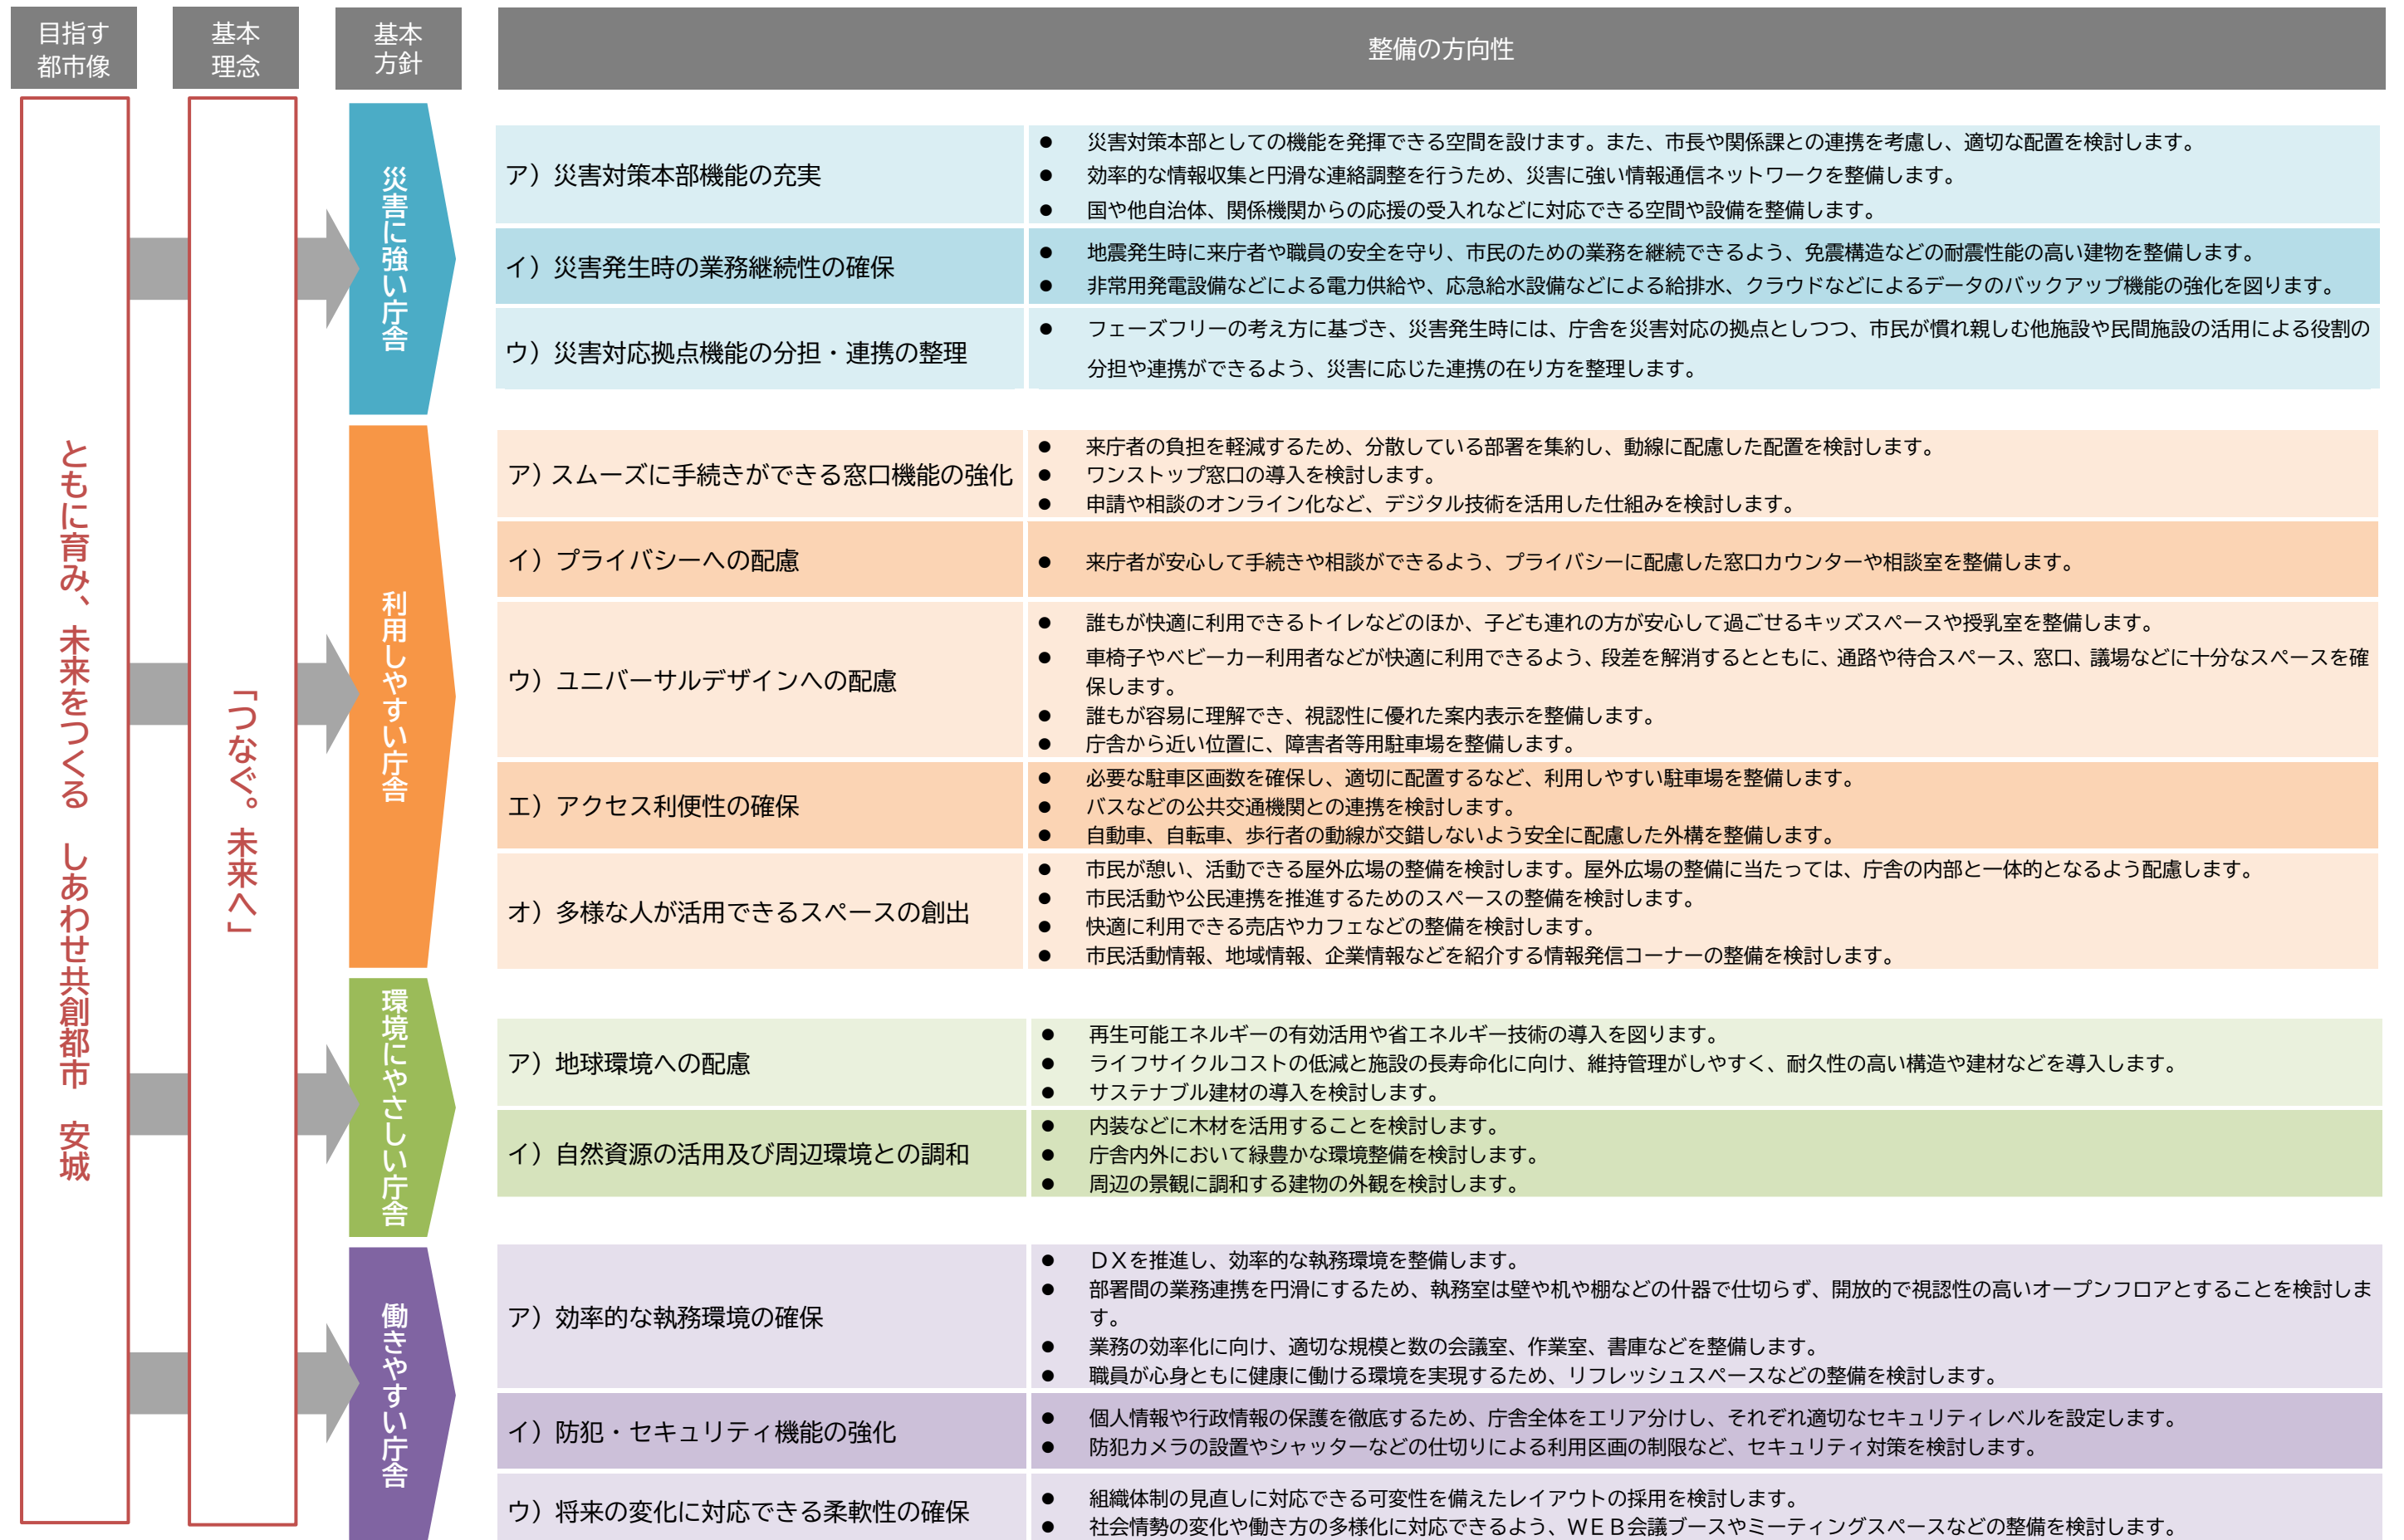 目指す
都市像
基本
理念
基本
方針
整備の方向性
ともに育み、未来をつくる　しあわせ共創都市　安城
「つなぐ。未来へ」
災害に強い庁舎
ア）災害対策本部機能の充実
● 災害対策本部としての機能を発揮できる空間を設けます。また、市長や関係課との連携を考慮し、適切な配置を検討します。
● 効率的な情報収集と円滑な連絡調整を行うため、災害に強い情報通信ネットワークを整備します。
● 国や他自治体、関係機関からの応援の受入れなどに対応できる空間や設備を整備します。
イ）災害発生時の業務継続性の確保
● 地震発生時に来庁者や職員の安全を守り、市民のための業務を継続できるよう、免震構造などの耐震性能の高い建物を整備します。
● 非常用発電設備などによる電力供給や、応急給水設備などによる給排水、クラウドなどによるデータのバックアップ機能の強化を図ります。
ウ）災害対応拠点機能の分担・連携の整理
● フェーズフリーの考え方に基づき、災害発生時には、庁舎を災害対応の拠点としつつ、市民が慣れ親しむ他施設や民間施設の活用による役割の
分担や連携ができるよう、災害に応じた連携の在り方を整理します。
利用しやすい庁舎
ア）スムーズに手続きができる窓口機能の強化
● 来庁者の負担を軽減するため、分散している部署を集約し、動線に配慮した配置を検討します。
● ワンストップ窓口の導入を検討します。
● 申請や相談のオンライン化など、デジタル技術を活用した仕組みを検討します。
イ）プライバシーへの配慮
● 来庁者が安心して手続きや相談ができるよう、プライバシーに配慮した窓口カウンターや相談室を整備します。
ウ）ユニバーサルデザインへの配慮
● 誰もが快適に利用できるトイレなどのほか、子ども連れの方が安心して過ごせるキッズスペースや授乳室を整備します。
● 車椅子やベビーカー利用者などが快適に利用できるよう、段差を解消するとともに、通路や待合スペース、窓口、議場などに十分なスペースを確
保します。
● 誰もが容易に理解でき、視認性に優れた案内表示を整備します。
● 庁舎から近い位置に、障害者等用駐車場を整備します。
エ）アクセス利便性の確保
● 必要な駐車区画数を確保し、適切に配置するなど、利用しやすい駐車場を整備します。
● バスなどの公共交通機関との連携を検討します。
● 自動車、自転車、歩行者の動線が交錯しないよう安全に配慮した外構を整備します。
オ）多様な人が活用できるスペースの創出
● 市民が憩い、活動できる屋外広場の整備を検討します。屋外広場の整備に当たっては、庁舎の内部と一体的となるよう配慮します。
● 市民活動や公民連携を推進するためのスペースの整備を検討します。
● 快適に利用できる売店やカフェなどの整備を検討します。
● 市民活動情報、地域情報、企業情報などを紹介する情報発信コーナーの整備を検討します。
環境にやさしい庁舎
ア）地球環境への配慮
● 再生可能エネルギーの有効活用や省エネルギー技術の導入を図ります。
● ライフサイクルコストの低減と施設の長寿命化に向け、維持管理がしやすく、耐久性の高い構造や建材などを導入します。
● サステナブル建材の導入を検討します。
イ）自然資源の活用及び周辺環境との調和
● 内装などに木材を活用することを検討します。
● 庁舎内外において緑豊かな環境整備を検討します。
● 周辺の景観に調和する建物の外観を検討します。
働きやすい庁舎
ア）効率的な執務環境の確保
● ＤＸを推進し、効率的な執務環境を整備します。
● 部署間の業務連携を円滑にするため、執務室は壁や机や棚などの什器で仕切らず、開放的で視認性の高いオープンフロアとすることを検討しま
す。
● 業務の効率化に向け、適切な規模と数の会議室、作業室、書庫などを整備します。
● 職員が心身ともに健康に働ける環境を実現するため、リフレッシュスペースなどの整備を検討します。
イ）防犯・セキュリティ機能の強化
● 個人情報や行政情報の保護を徹底するため、庁舎全体をエリア分けし、それぞれ適切なセキュリティレベルを設定します。
● 防犯カメラの設置やシャッターなどの仕切りによる利用区画の制限など、セキュリティ対策を検討します。
ウ）将来の変化に対応できる柔軟性の確保
● 組織体制の見直しに対応できる可変性を備えたレイアウトの採用を検討します。
● 社会情勢の変化や働き方の多様化に対応できるよう、ＷＥＢ会議ブースやミーティングスペースなどの整備を検討します。